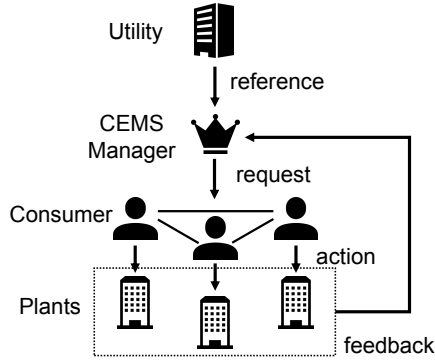 Utility
reference
CEMS
Manager
request
Consumer
action
Plants
feedback